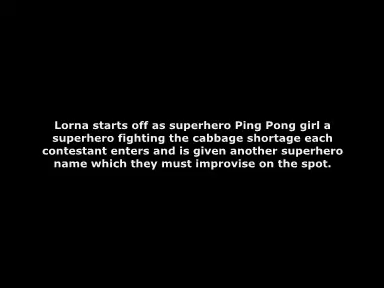 Lorna starts off as superhero Ping Pong girl a
superhero fighting the cabbage shortage each
contestant enters and is given another superhero
name which they must improvise on the spot.